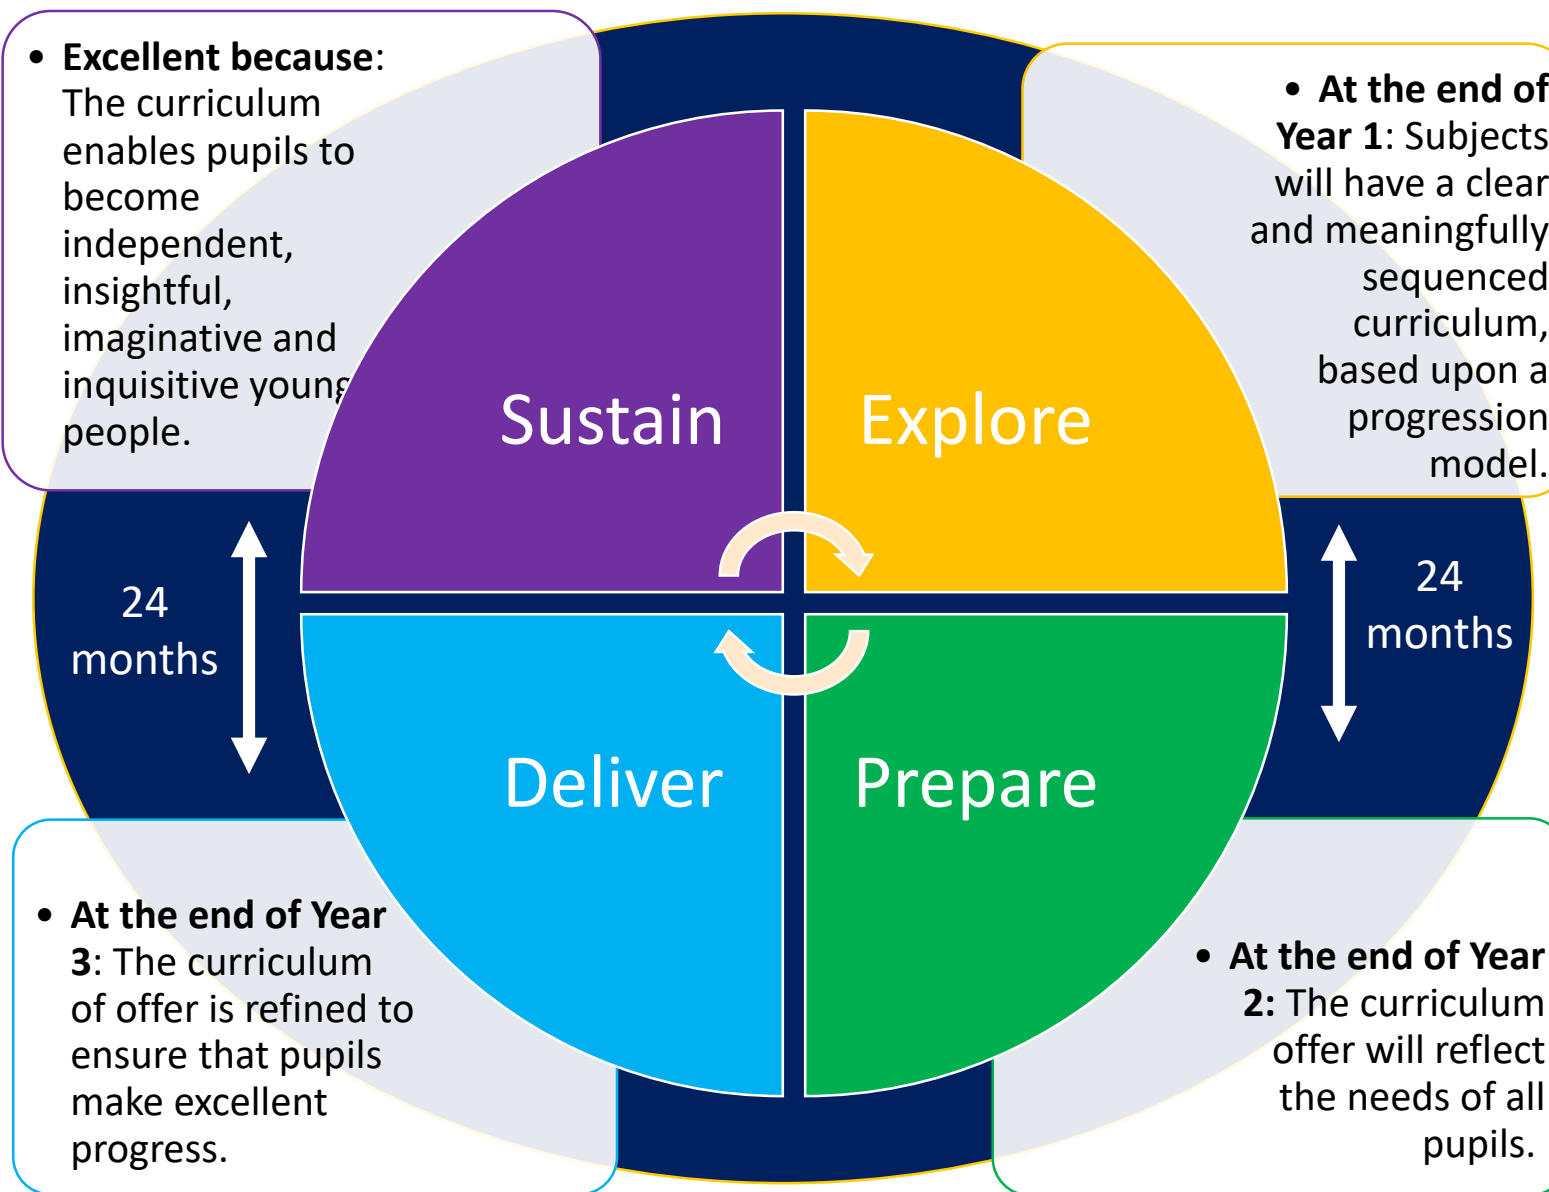 • Excellent because:
The curriculum
enables pupils to
become
independent,
insightful,
imaginative and
inquisitive young
people.
• At the end of
Year 1: Subjects
will have a clear
and meaningfully
sequenced
curriculum,
based upon a
progression
model.
Sustain
Explore
24
months
24
months
Deliver
Prepare
• At the end of Year
3: The curriculum
of offer is refined to
ensure that pupils
make excellent
progress.
• At the end of Year
2: The curriculum
offer will reflect
the needs of all
pupils.